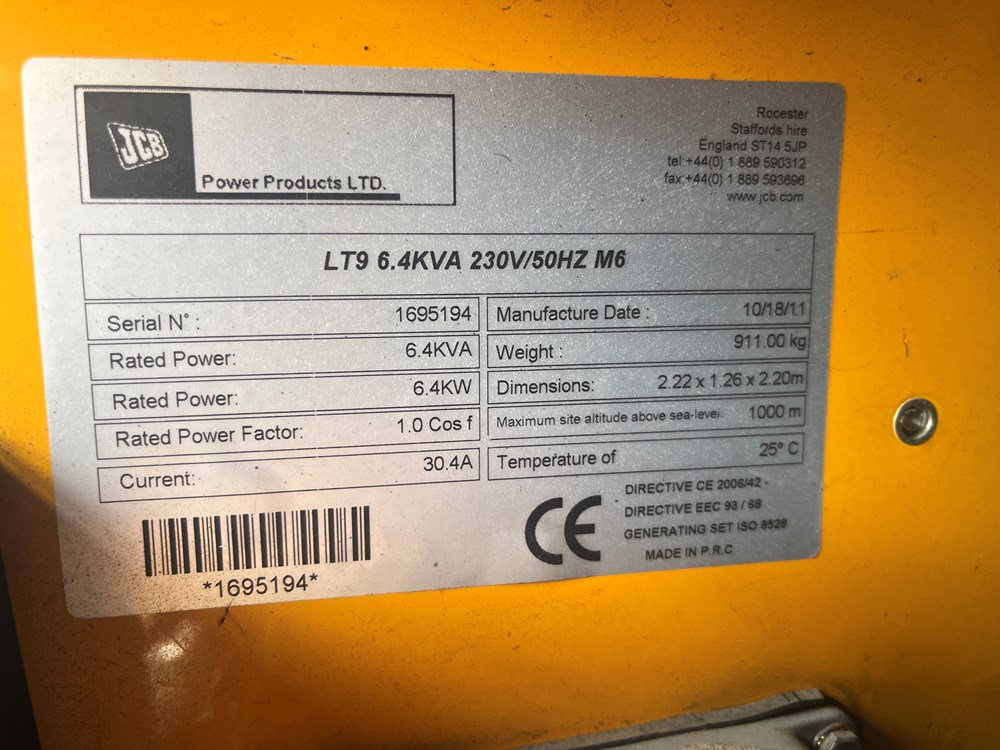 JCB
Power Products LTD.
Rocester
Staffords hire
England ST14 5JP
tel:+44(0) 1 889 590312
fax:+44(0) 1 889 593896
www.jcb.com
LT9 6.4KVA 230V/50HZ M6
Serial N° : 1695194
Rated Power: 6.4KVA
Rated Power: 6.4KW
Rated Power Factor: 1.0 Cos f
Current: 30.4A
Manufacture Date : 10/18/11
Weight : 911.00 kg
Dimensions: 2.22 x 1.26 x 2.20m
Maximum site altitude above sea-level: 1000 m
Temperature of 25° C
*1695194*
CE
DIRECTIVE CE 2006/42 -
DIRECTIVE EEC 93 / 68
GENERATING SET ISO 8528
MADE IN P.R.C